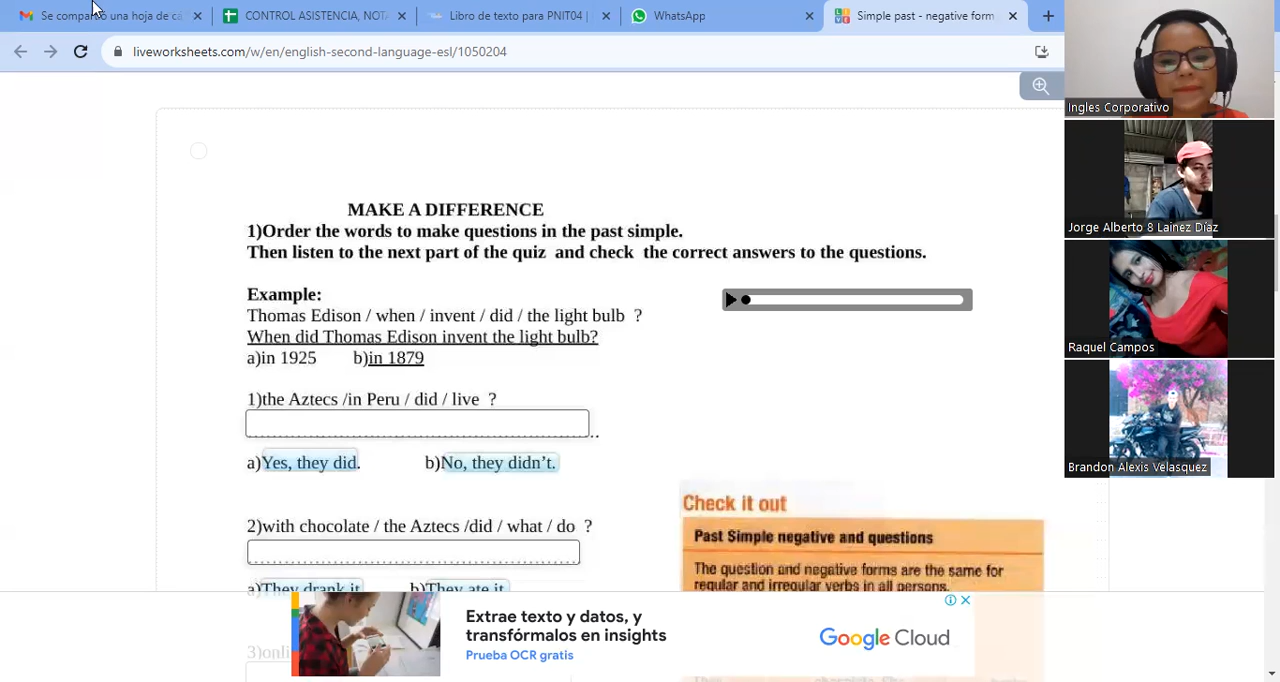 Se compartió una hoja de cá
CONTROL ASISTENCIA, NOTA
Libro de texto para PNIT04 |
WhatsApp
Simple past - negative form
liveworksheets.com/w/en/english-second-language-esl/1050204
MAKE A DIFFERENCE
1)Order the words to make questions in the past simple.
Then listen to the next part of the quiz and check the correct answers to the questions.
Example:
Thomas Edison / when / invent / did / the light bulb ?
When did Thomas Edison invent the light bulb?
a)in 1925 b)in 1879
1)the Aztecs /in Peru / did / live ?
a)Yes, they did. b)No, they didn't.
2)with chocolate / the Aztecs /did / what / do ?
a)They drank it b)They ate it
3)onli
Check it out
Past Simple negative and questions
The question and negative forms are the same for
regular and irregular verbs in all persons.
Extrae texto y datos, y
transfórmalos en insights
Prueba OCR gratis
Google Cloud
Ingles Corporativo
Jorge Alberto 8 Lainez Díaz
Raquel Campos
Brandon Alexis Velasquez